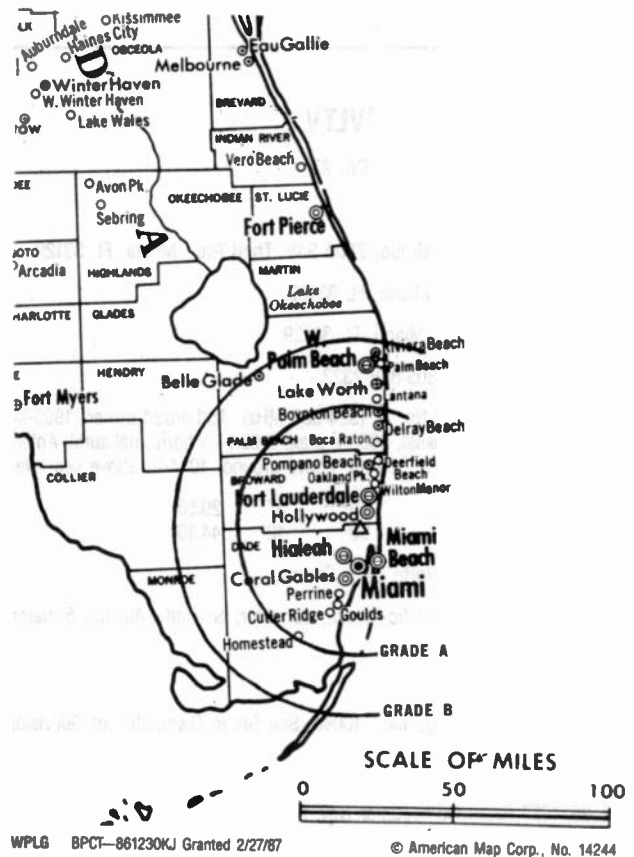 Kissimmee
Auburndale
Haines City
OSCEOLA
EauGallie
Melbourne
Winter Haven
W. Winter Haven
Lake Wales
BREVARD
INDIAN RIVER
Vero Beach
Avon Pk.
Sebring
OKEECHOBEE
ST. LUCIE
Fort Pierce
Arcadia
HIGHLANDS
MARTIN
Lake
Okeechobee
HARLOTTE
GLADES
HENDRY
W.
Palm Beach
Riviera Beach
Palm Beach
Belle Glade
Lake Worth
Lantana
Fort Myers
Boynton Beach
Delray Beach
PALM BEACH
Boca Raton
COLLIER
Pompano Beach
Deerfield
Beach
BROWARD
Oakland Pk.
Fort Lauderdale
Wilton Manor
Hollywood
DADE
Hialeah
Miami
Beach
MONROE
Coral Gables
Miami
Perrine
Cutler Ridge
Goulds
Homestead
GRADE A
GRADE B
SCALE OF MILES
0 50 100
WPLG BPCT-861230KJ Granted 2/27/87
© American Map Corp., No. 14244